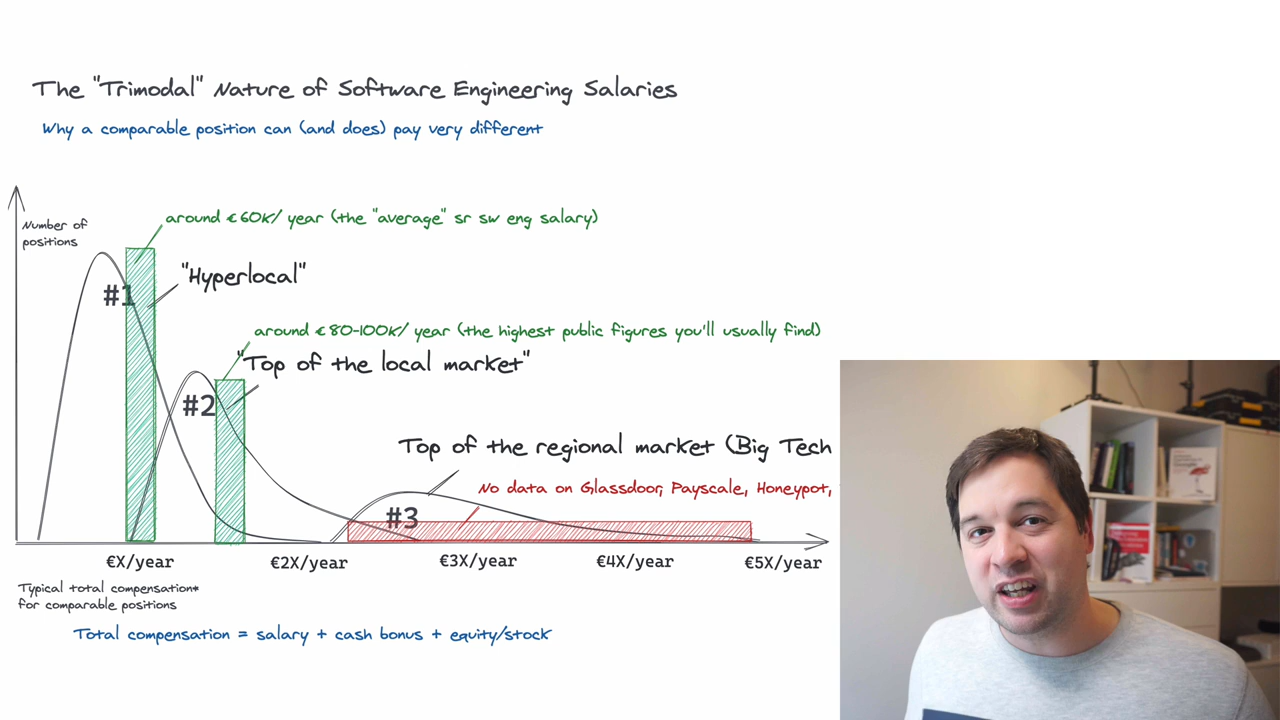 The "Trimodal" Nature of Software Engineering Salaries
Why a comparable position can (and does) pay very different
Number of
positions
around €60K/ year (the "average" sr sw eng salary)
"Hyperlocal"
#1
around €80-100K/ year (the highest public figures you'll usually find)
"Top of the local market"
#2
Top of the regional market (Big Tech
No data on Glassdoor, Payscale, Honeypot,
#3
€X/year
€2X/year
€3X/year
€4X/year
€5X/year
Typical total compensation*
for comparable positions
Total compensation = salary + cash bonus + equity/stock